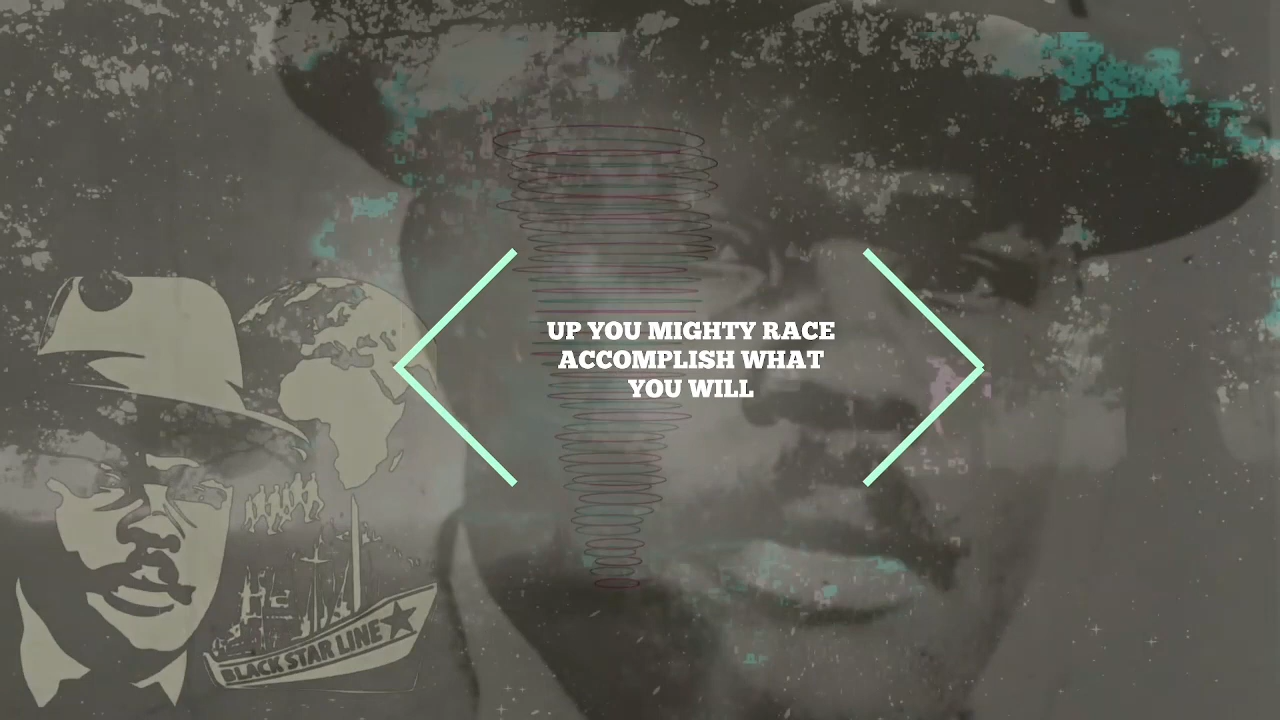 UP YOU MIGHTY RACE
ACCOMPLISH WHAT
YOU WILL
BLACK STAR LINE